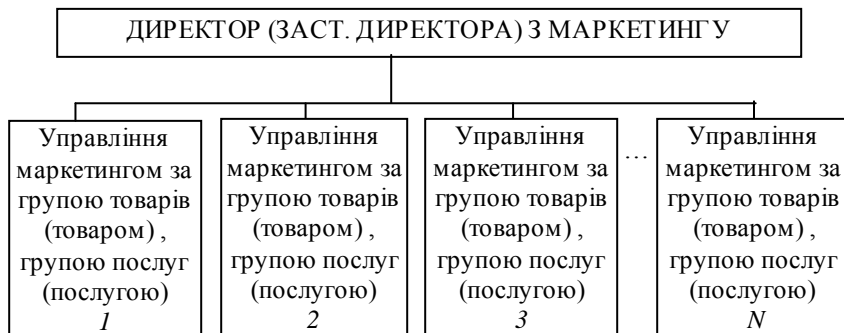 ДИРЕКТОР (ЗАСТ. ДИРЕКТОРА) З МАРКЕТИНГУ
Управління
маркетингом за
групою товарів
(товаром) ,
групою послуг
(послугою)
1
Управління
маркетингом за
групою товарів
(товаром) ,
групою послуг
(послугою)
2
Управління
маркетингом за
групою товарів
(товаром) ,
групою послуг
(послугою)
3
…
Управління
маркетингом за
групою товарів
(товаром) ,
групою послуг
(послугою)
N